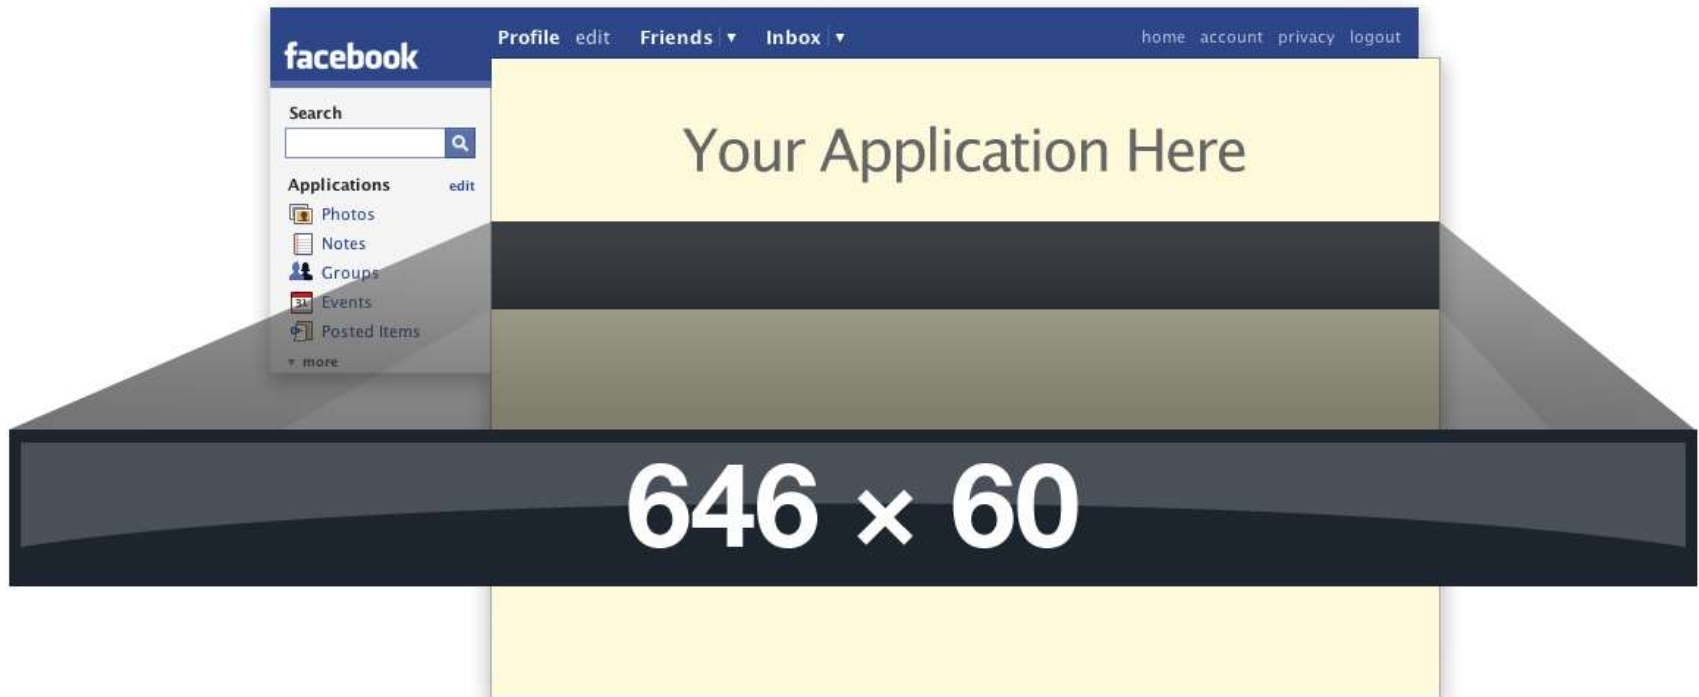 facebook
Profile edit Friends ▼ Inbox ▼ home account privacy logout
Search
Applications edit
Photos
Notes
Groups
31 Events
Posted Items
▼ more
Your Application Here
646 × 60